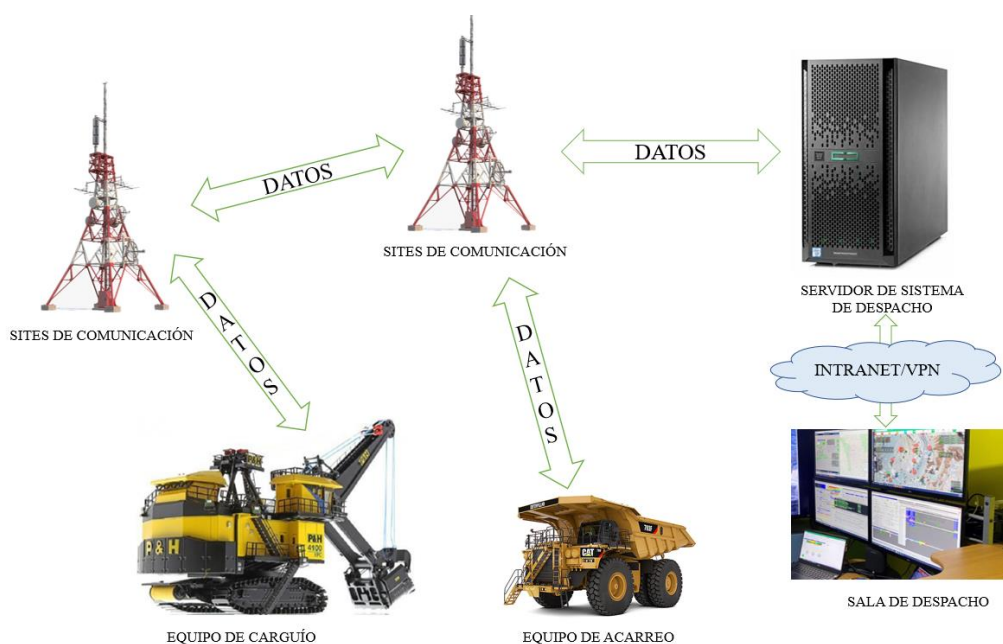 DATOS
DATOS
SITES DE COMUNICACIÓN
SITES DE COMUNICACIÓN
SERVIDOR DE SISTEMA
DE DESPACHO
DATOS
DATOS
INTRANET/VPN
P&H
P&H
4100
CAT
EQUIPO DE CARGUÍO
EQUIPO DE ACARREO
SALA DE DESPACHO